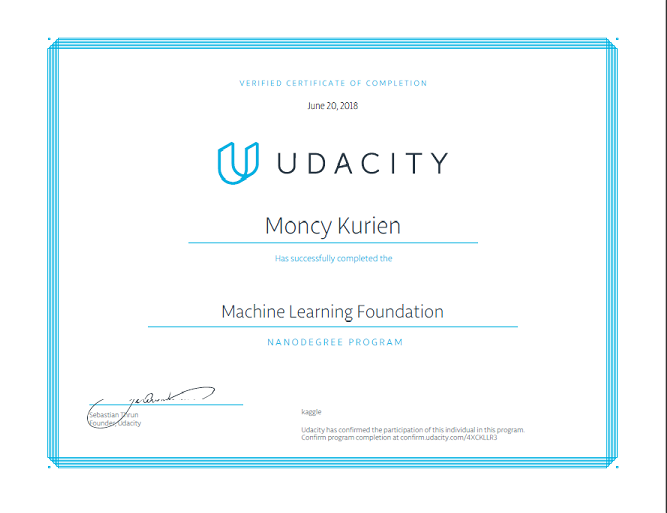 VERIFIED CERTIFICATE OF COMPLETION
June 20, 2018
UDACITY
Moncy Kurien
Has successfully completed the
Machine Learning Foundation
NANODEGREE PROGRAM
Sebastian Thrun
Founder, Udacity
kaggle
Udacity has confirmed the participation of this individual in this program.
Confirm program completion at confirm.udacity.com/4XCKLLR3